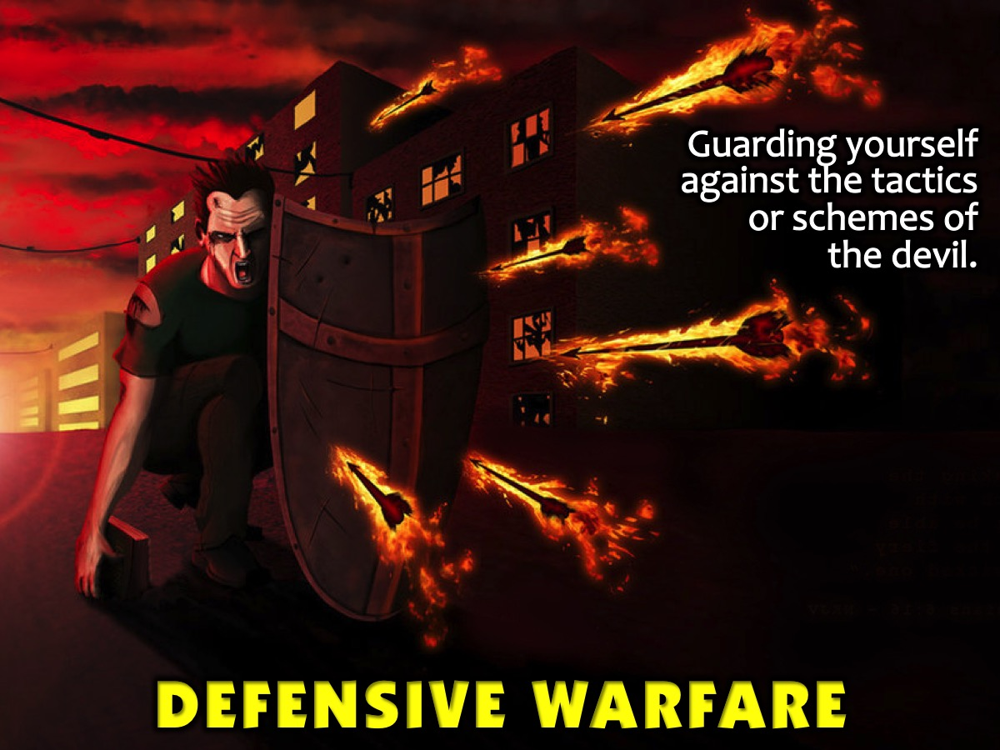 Guarding yourself
against the tactics
or schemes of
the devil.
DEFENSIVE WARFARE